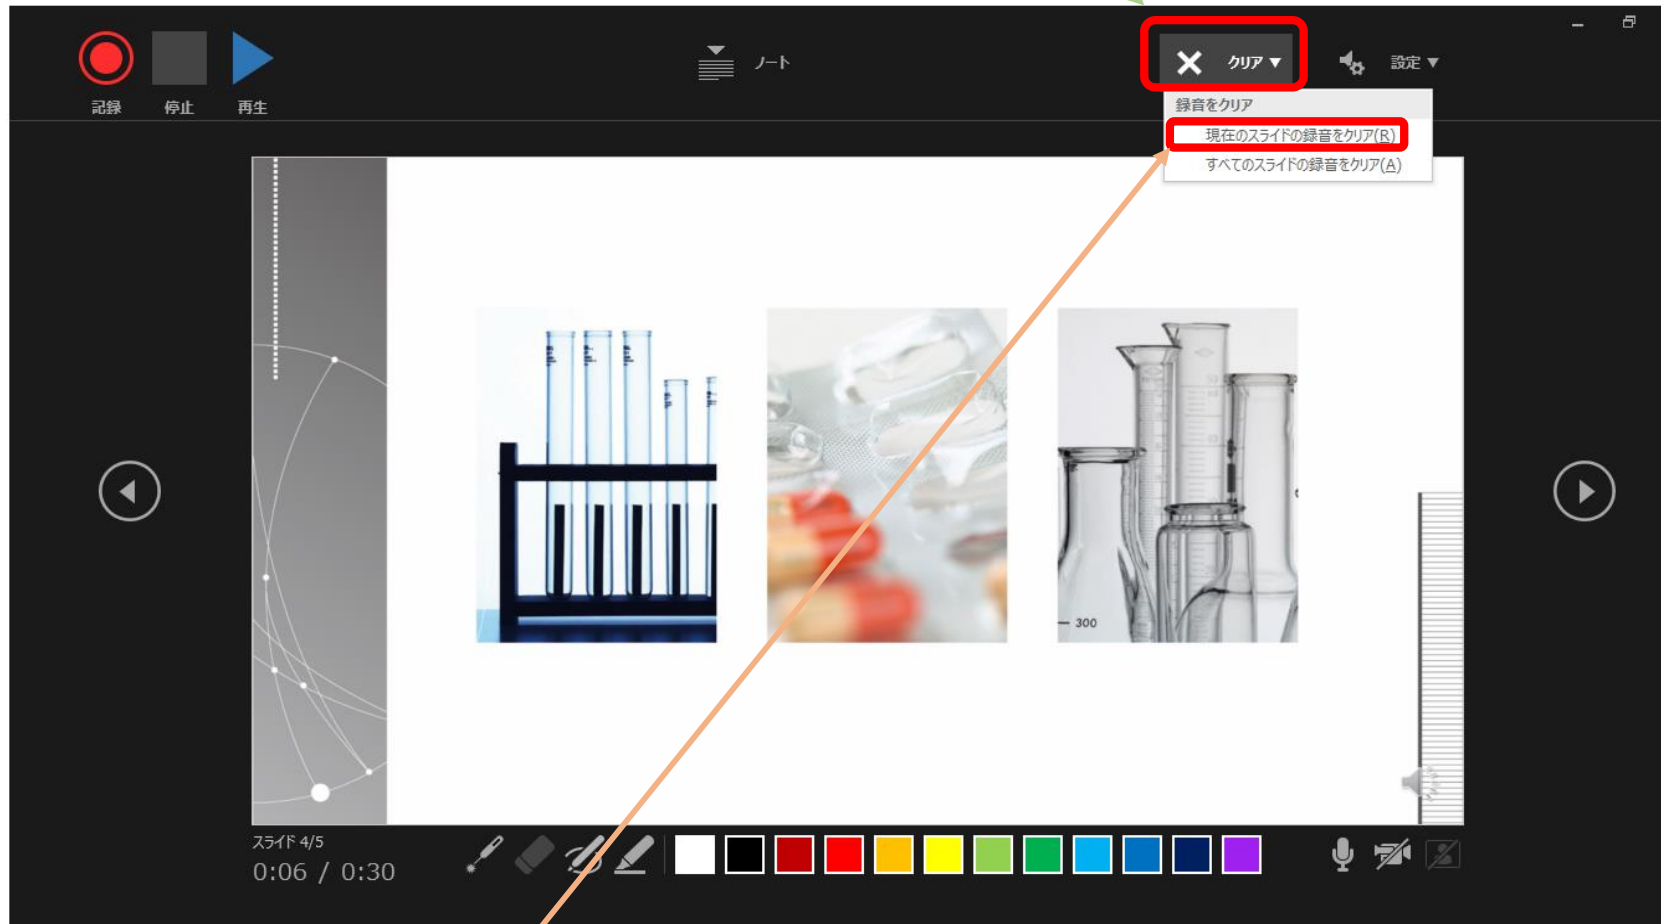 記録
停止
再生
ノート
クリア ▼
設定 ▼
録音をクリア
現在のスライドの録音をクリア(R)
すべてのスライドの録音をクリア(A)
300
スライド 4/5
0:06 / 0:30